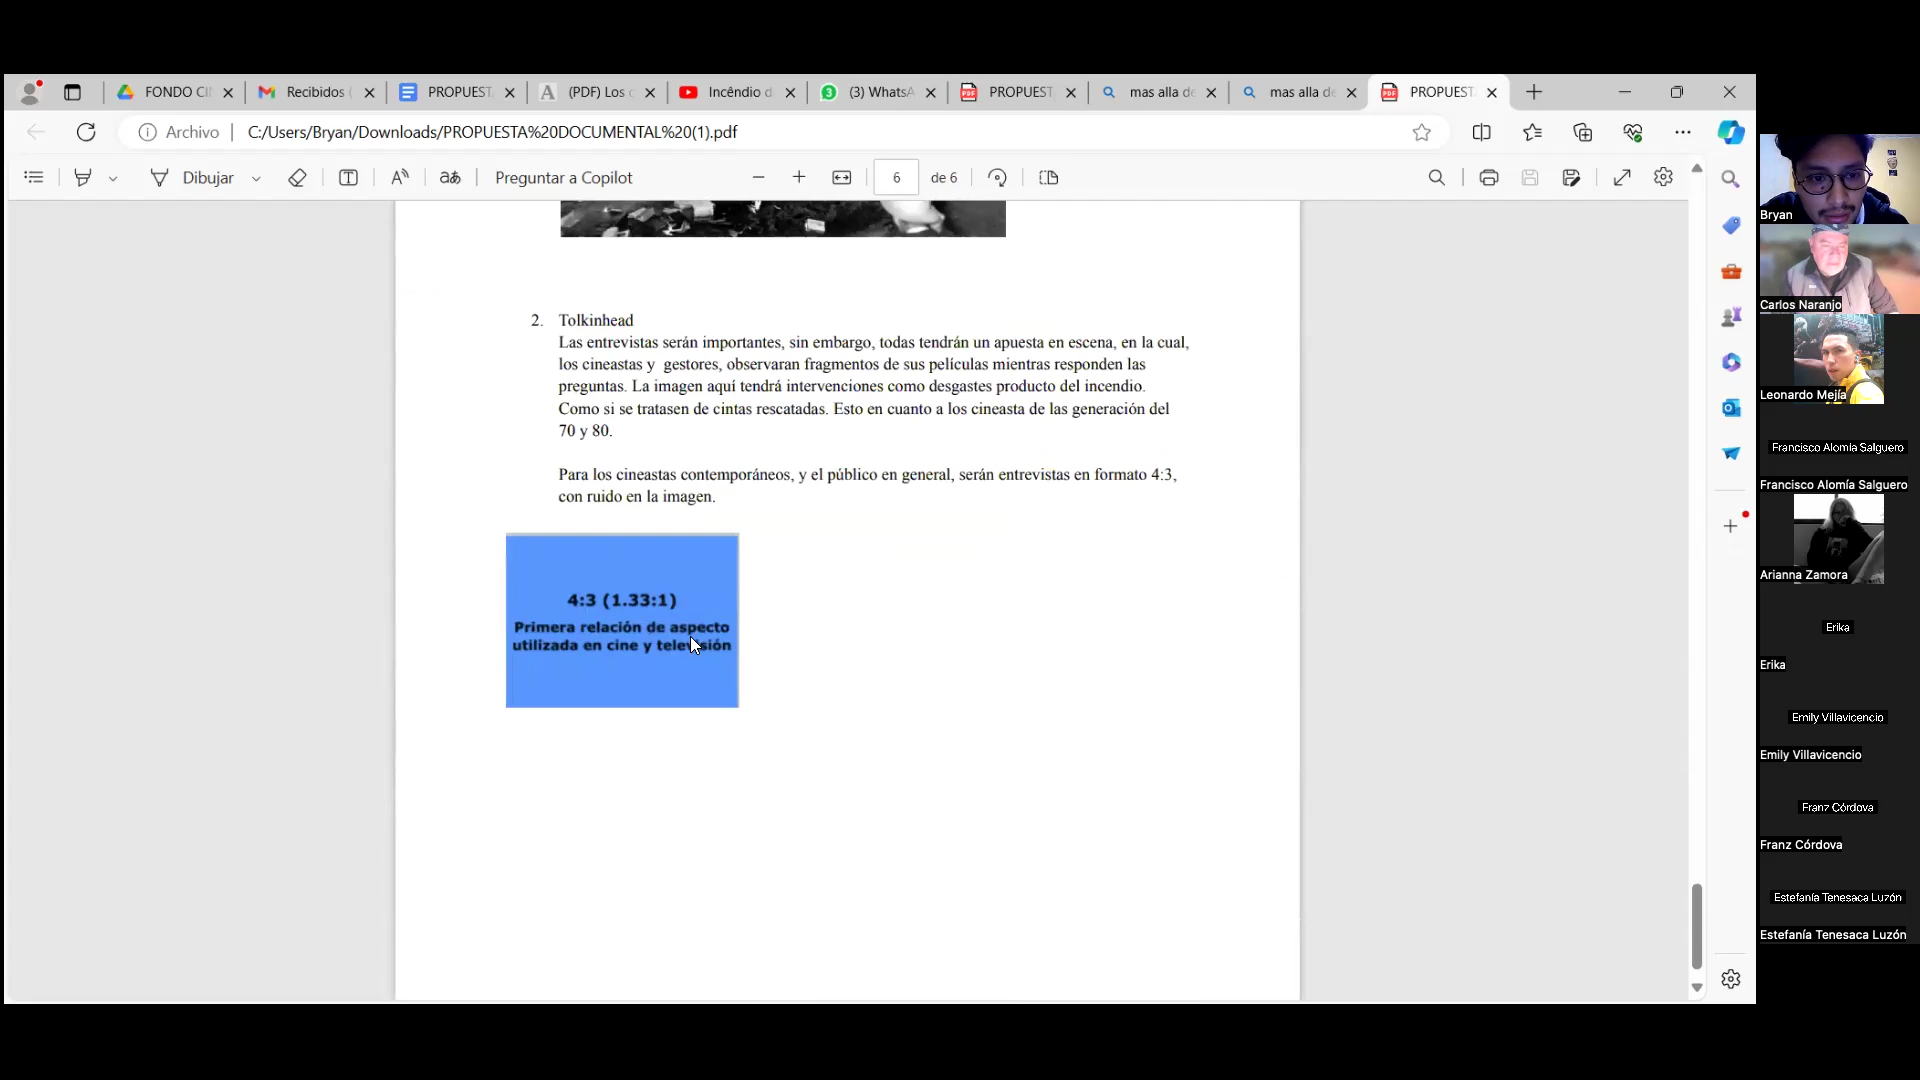 FONDO CI
Recibidos (
PROPUEST
(PDF) Los
Incêndio d
3
(3) WhatsA
PROPUEST
mas alla de
mas alla de
PROPUEST
Archivo
C:/Users/Bryan/Downloads/PROPUESTA%20DOCUMENTAL%20(1).pdf
Dibujar
Preguntar a Copilot
6
de 6
2. Tolkinhead
Las entrevistas serán importantes, sin embargo, todas tendrán un apuesta en escena, en la cual,
los cineastas y gestores, observaran fragmentos de sus películas mientras responden las
preguntas. La imagen aquí tendrá intervenciones como desgastes producto del incendio.
Como si se tratasen de cintas rescatadas. Esto en cuanto a los cineasta de las generación del
70 y 80.
Para los cineastas contemporáneos, y el público en general, serán entrevistas en formato 4:3,
con ruido en la imagen.
4:3 (1.33:1)
Primera relación de aspecto
utilizada en cine y televisión
Bryan
Carlos Naranjo
Leonardo Mejía
Francisco Alomía Salguero
Francisco Alomía Salguero
Arianna Zamora
Erika
Erika
Emily Villavicencio
Emily Villavicencio
Franz Córdova
Franz Córdova
Estefanía Tenesaca Luzón
Estefanía Tenesaca Luzón